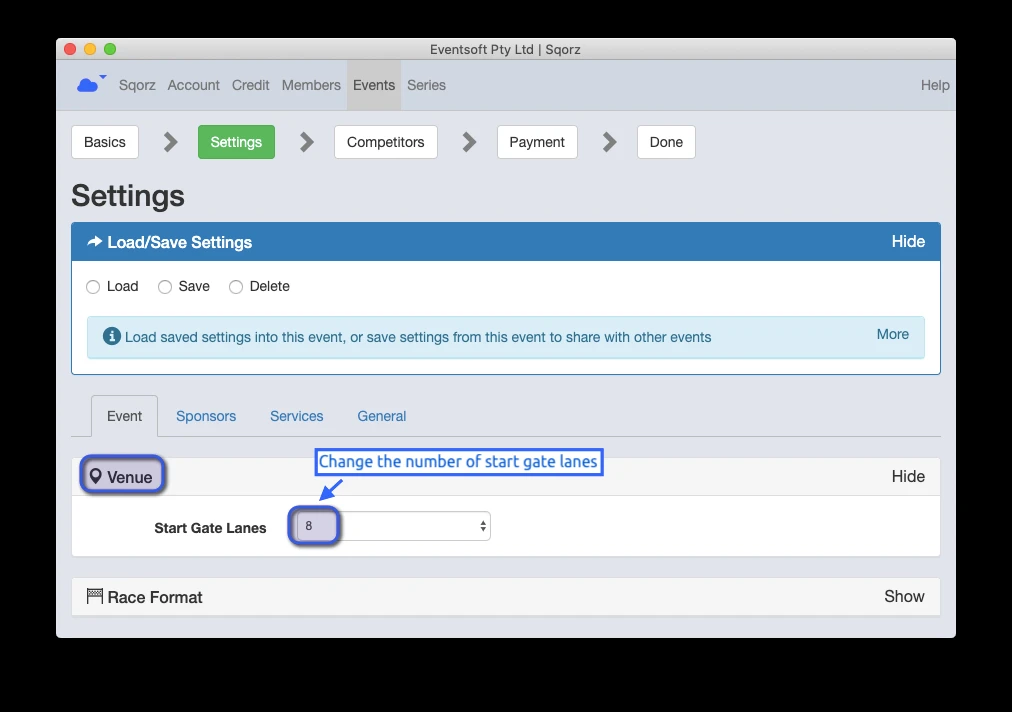 Eventsoft Pty Ltd | Sqorz
Sqorz Account Credit Members Events Series Help
Basics Settings Competitors Payment Done
Settings
Load/Save Settings Hide
Load Save Delete
Load saved settings into this event, or save settings from this event to share with other events More
Event Sponsors Services General
Change the number of start gate lanes
Venue Hide
Start Gate Lanes 8
Race Format Show